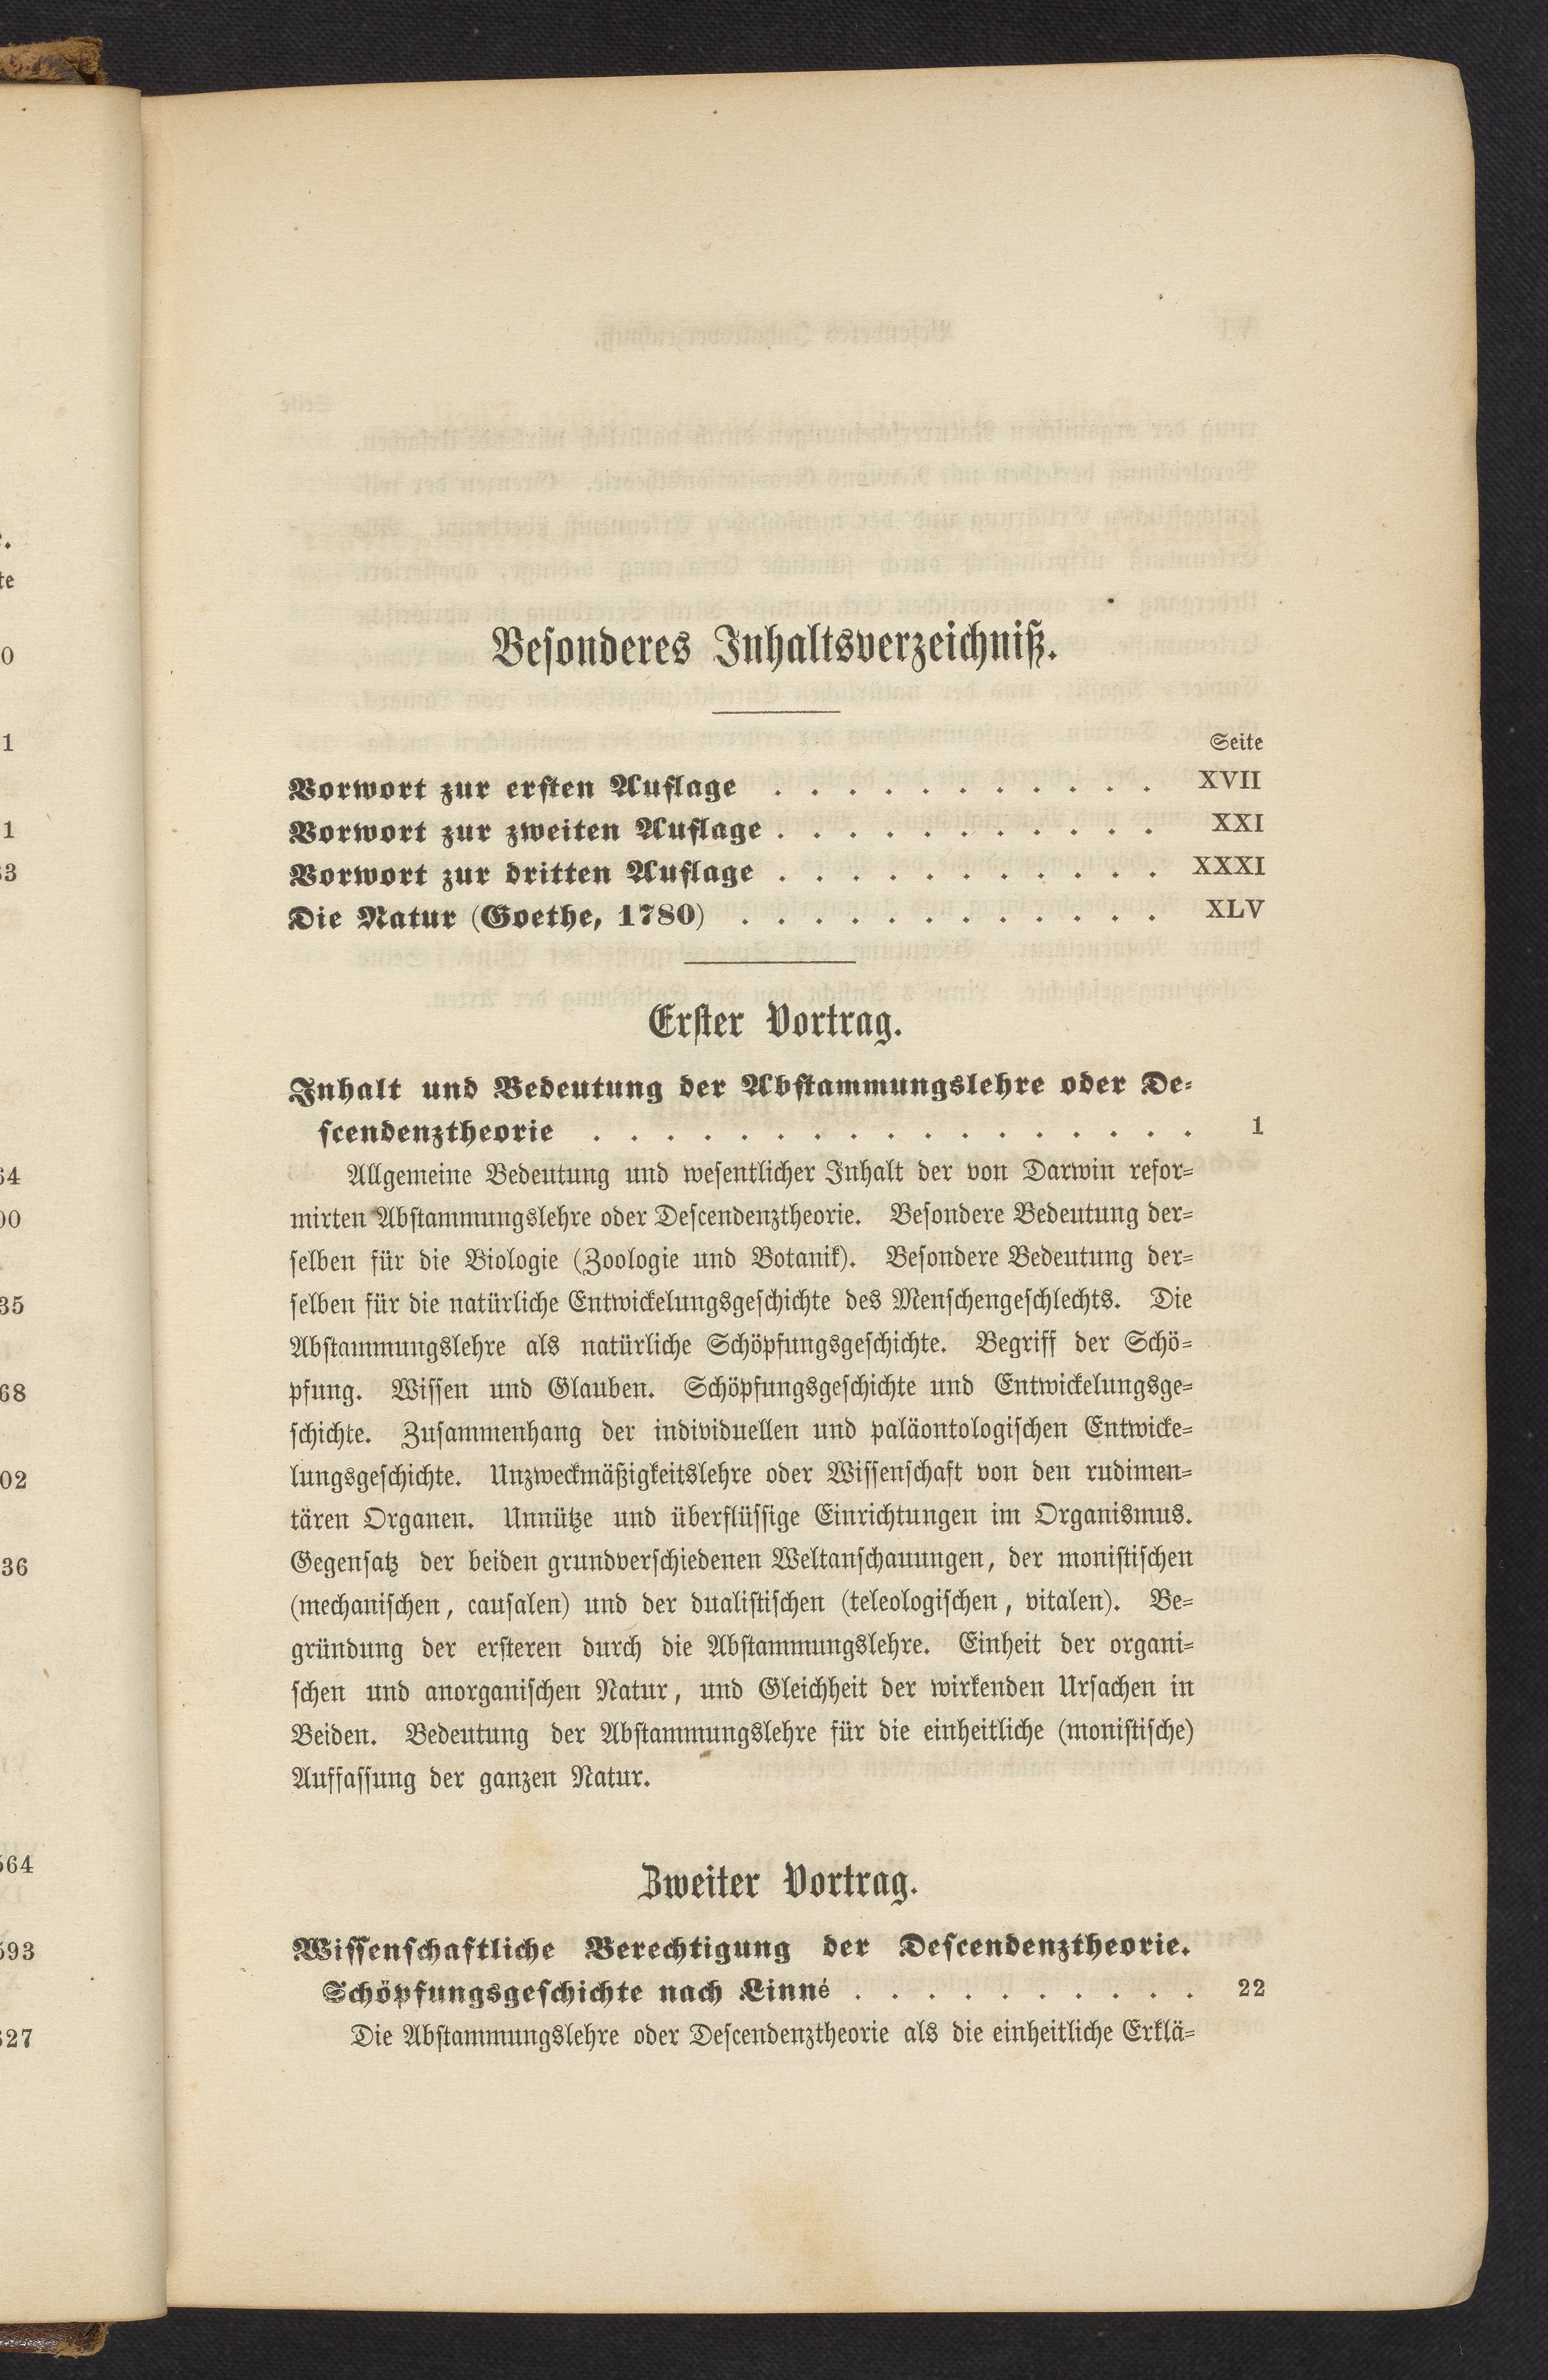 Besonderes Inhaltsverzeichniß.
Seite
Vorwort zur ersten Auflage . . . . . . . . . . . XVII
Vorwort zur zweiten Auflage . . . . . . . . . . . XXI
Vorwort zur dritten Auflage . . . . . . . . . . . XXXI
Die Natur (Goethe, 1780) . . . . . . . . . . . . XLV
Erster Vortrag.
Inhalt und Bedeutung der Abstammungslehre oder De-
scendenztheorie . . . . . . . . . . . . . . . . . 1
Allgemeine Bedeutung und wesentlicher Inhalt der von Darwin refor-
mirten Abstammungslehre oder Descendenztheorie. Besondere Bedeutung der-
selben für die Biologie (Zoologie und Botanik). Besondere Bedeutung der-
selben für die natürliche Entwickelungsgeschichte des Menschengeschlechts. Die
Abstammungslehre als natürliche Schöpfungsgeschichte. Begriff der Schö-
pfung. Wissen und Glauben. Schöpfungsgeschichte und Entwickelungsge-
schichte. Zusammenhang der individuellen und paläontologischen Entwicke-
lungsgeschichte. Unzweckmäßigkeitslehre oder Wissenschaft von den rudimen-
tären Organen. Unnütze und überflüssige Einrichtungen im Organismus.
Gegensatz der beiden grundverschiedenen Weltanschauungen, der monistischen
(mechanischen, causalen) und der dualistischen (teleologischen, vitalen). Be-
gründung der ersteren durch die Abstammungslehre. Einheit der organi-
schen und anorganischen Natur, und Gleichheit der wirkenden Ursachen in
Beiden. Bedeutung der Abstammungslehre für die einheitliche (monistische)
Auffassung der ganzen Natur.
Zweiter Vortrag.
Wissenschaftliche Berechtigung der Descendenztheorie.
Schöpfungsgeschichte nach Linné . . . . . . . . . . 22
Die Abstammungslehre oder Descendenztheorie als die einheitliche Erklä-